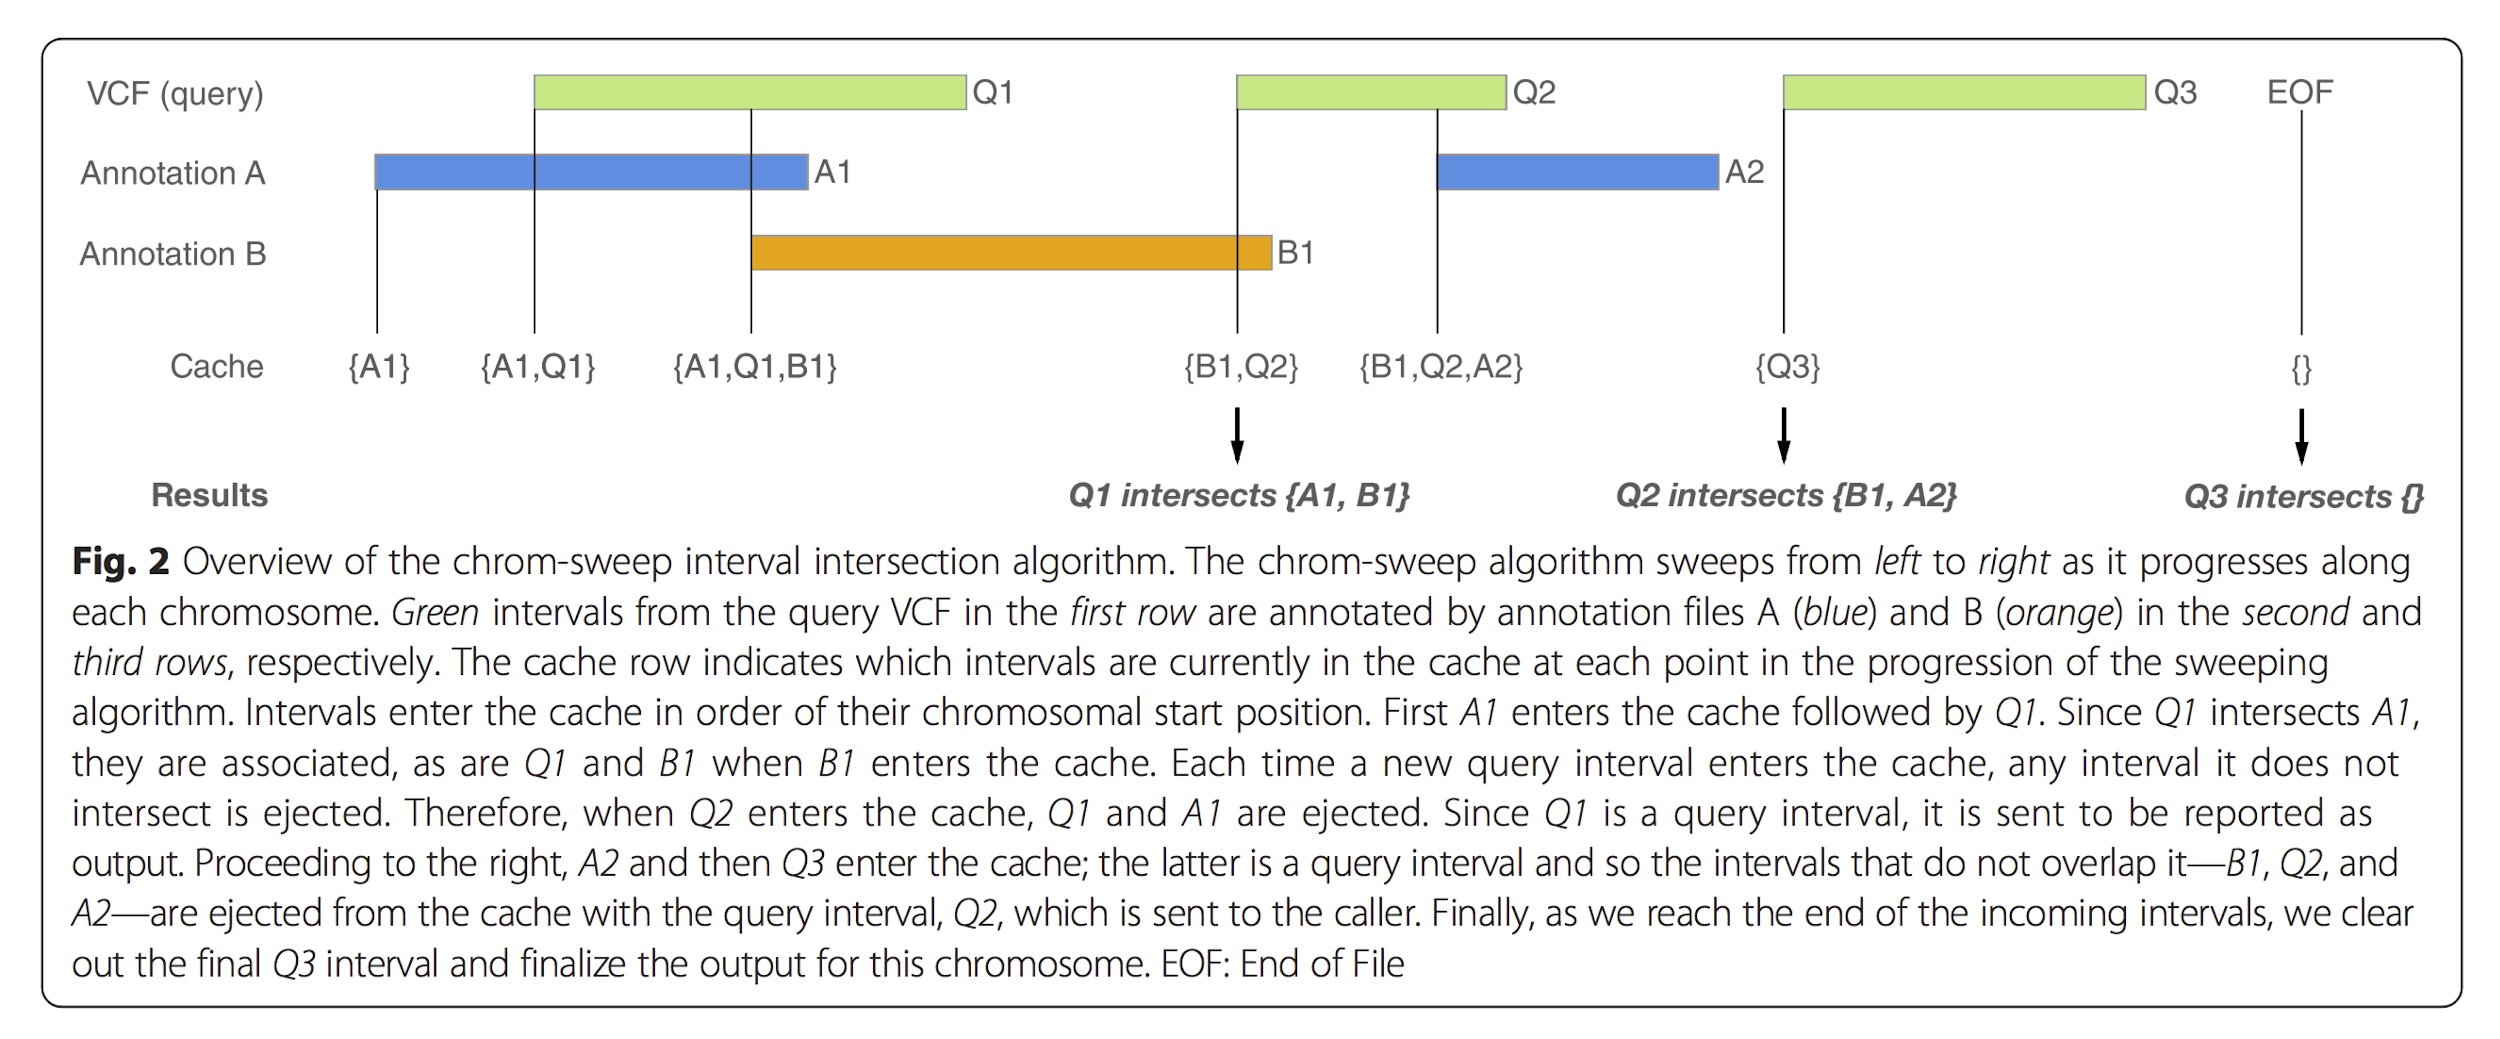 VCF (query) Q1 Q2 Q3 EOF
Annotation A A1 A2
Annotation B B1
Cache {A1} {A1,Q1} {A1,Q1,B1} {B1,Q2} {B1,Q2,A2} {Q3} {}
Results Q1 intersects {A1, B1} Q2 intersects {B1, A2} Q3 intersects {}
Fig. 2 Overview of the chrom-sweep interval intersection algorithm. The chrom-sweep algorithm sweeps from left to right as it progresses along
each chromosome. Green intervals from the query VCF in the first row are annotated by annotation files A (blue) and B (orange) in the second and
third rows, respectively. The cache row indicates which intervals are currently in the cache at each point in the progression of the sweeping
algorithm. Intervals enter the cache in order of their chromosomal start position. First A1 enters the cache followed by Q1. Since Q1 intersects A1,
they are associated, as are Q1 and B1 when B1 enters the cache. Each time a new query interval enters the cache, any interval it does not
intersect is ejected. Therefore, when Q2 enters the cache, Q1 and A1 are ejected. Since Q1 is a query interval, it is sent to be reported as
output. Proceeding to the right, A2 and then Q3 enter the cache; the latter is a query interval and so the intervals that do not overlap it—B1, Q2, and
A2—are ejected from the cache with the query interval, Q2, which is sent to the caller. Finally, as we reach the end of the incoming intervals, we clear
out the final Q3 interval and finalize the output for this chromosome. EOF: End of File